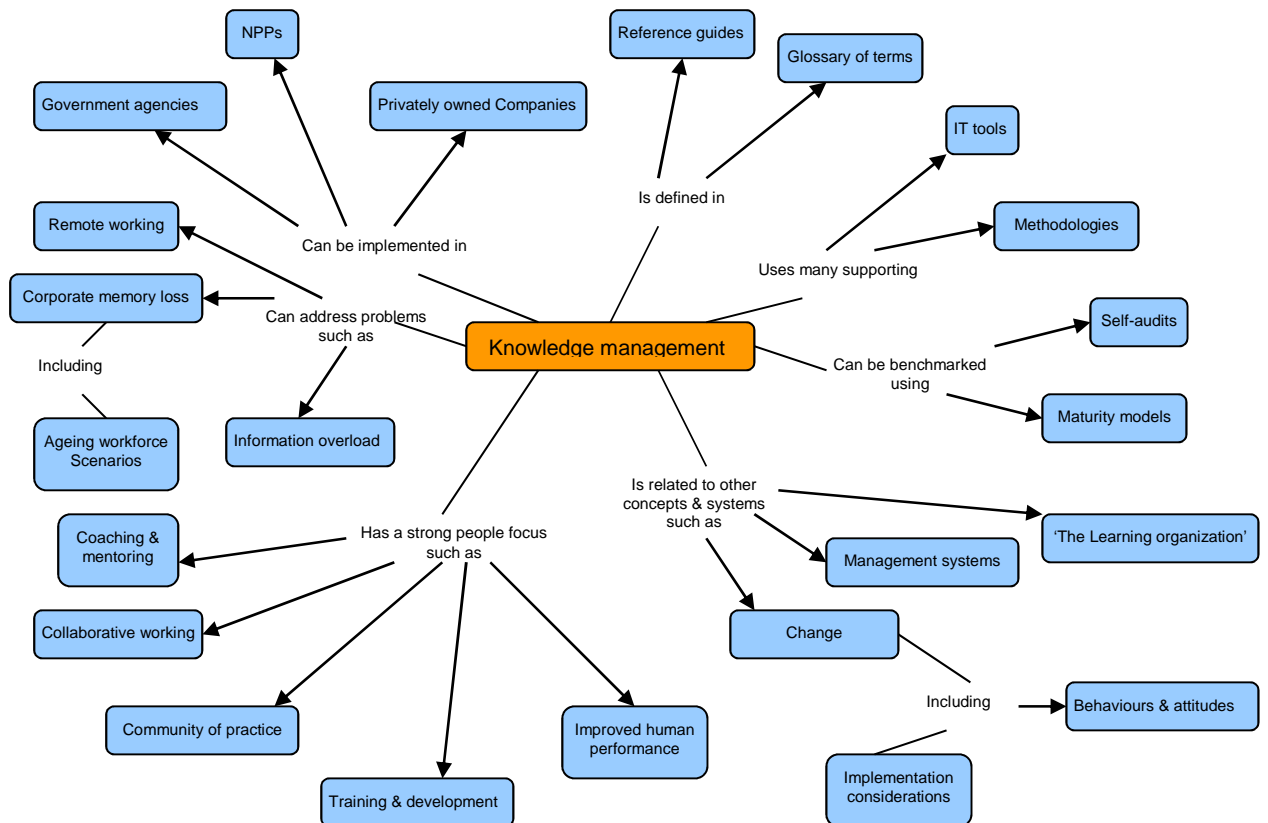 NPPs
Reference guides
Glossary of terms
Government agencies
Privately owned Companies
IT tools
Is defined in
Remote working
Can be implemented in
Methodologies
Uses many supporting
Corporate memory loss
Can address problems
such as
Self-audits
Knowledge management
Including
Can be benchmarked
using
Maturity models
Ageing workforce
Scenarios
Information overload
Is related to other
concepts & systems
such as
Has a strong people focus
such as
Coaching &
mentoring
‘The Learning organization’
Management systems
Collaborative working
Change
Including
Behaviours & attitudes
Community of practice
Improved human
performance
Training & development
Implementation
considerations